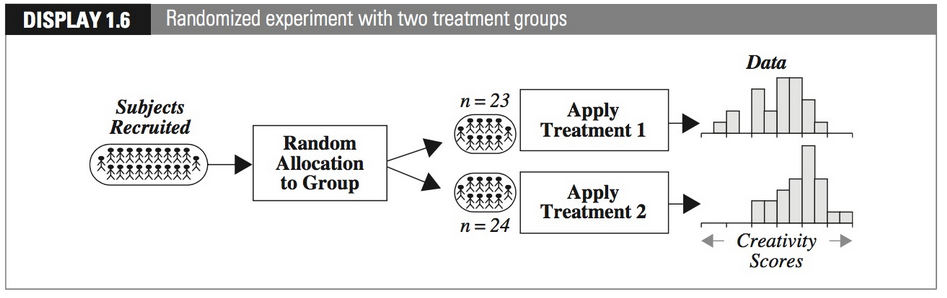 DISPLAY 1.6
Randomized experiment with two treatment groups
Subjects
Recruited
Random
Allocation
to Group
n = 23
Apply
Treatment 1
n = 24
Apply
Treatment 2
Data
Creativity
Scores